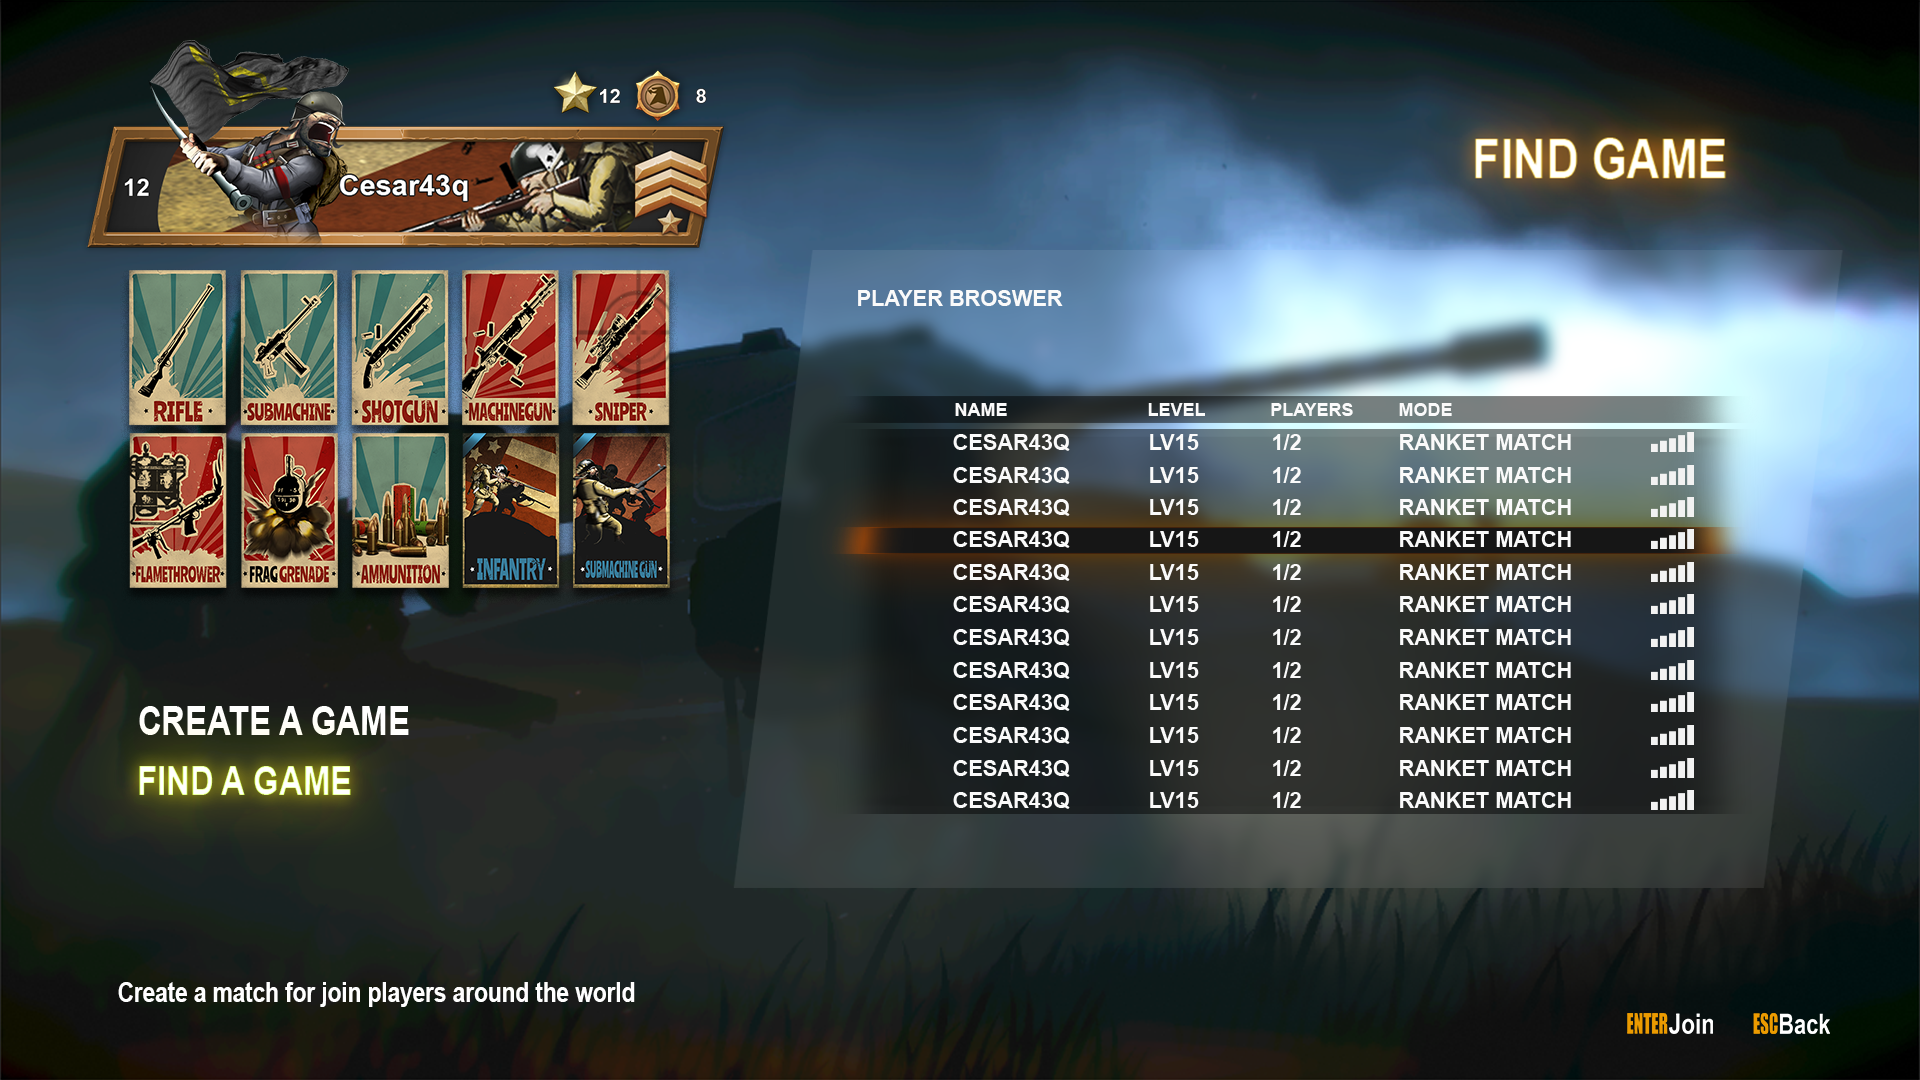 12 8
12 Cesar43q
RIFLE SUBMACHINE SHOTGUN MACHINEGUN SNIPER
FLAMETHROWER FRAG GRENADE AMMUNITION INFANTRY SUBMACHINE GUN
CREATE A GAME
FIND A GAME
Create a match for join players around the world
FIND GAME
PLAYER BROSWER
NAME LEVEL PLAYERS MODE
CESAR43Q LV15 1/2 RANKET MATCH
CESAR43Q LV15 1/2 RANKET MATCH
CESAR43Q LV15 1/2 RANKET MATCH
CESAR43Q LV15 1/2 RANKET MATCH
CESAR43Q LV15 1/2 RANKET MATCH
CESAR43Q LV15 1/2 RANKET MATCH
CESAR43Q LV15 1/2 RANKET MATCH
CESAR43Q LV15 1/2 RANKET MATCH
CESAR43Q LV15 1/2 RANKET MATCH
CESAR43Q LV15 1/2 RANKET MATCH
CESAR43Q LV15 1/2 RANKET MATCH
CESAR43Q LV15 1/2 RANKET MATCH
ENTER Join ESC Back